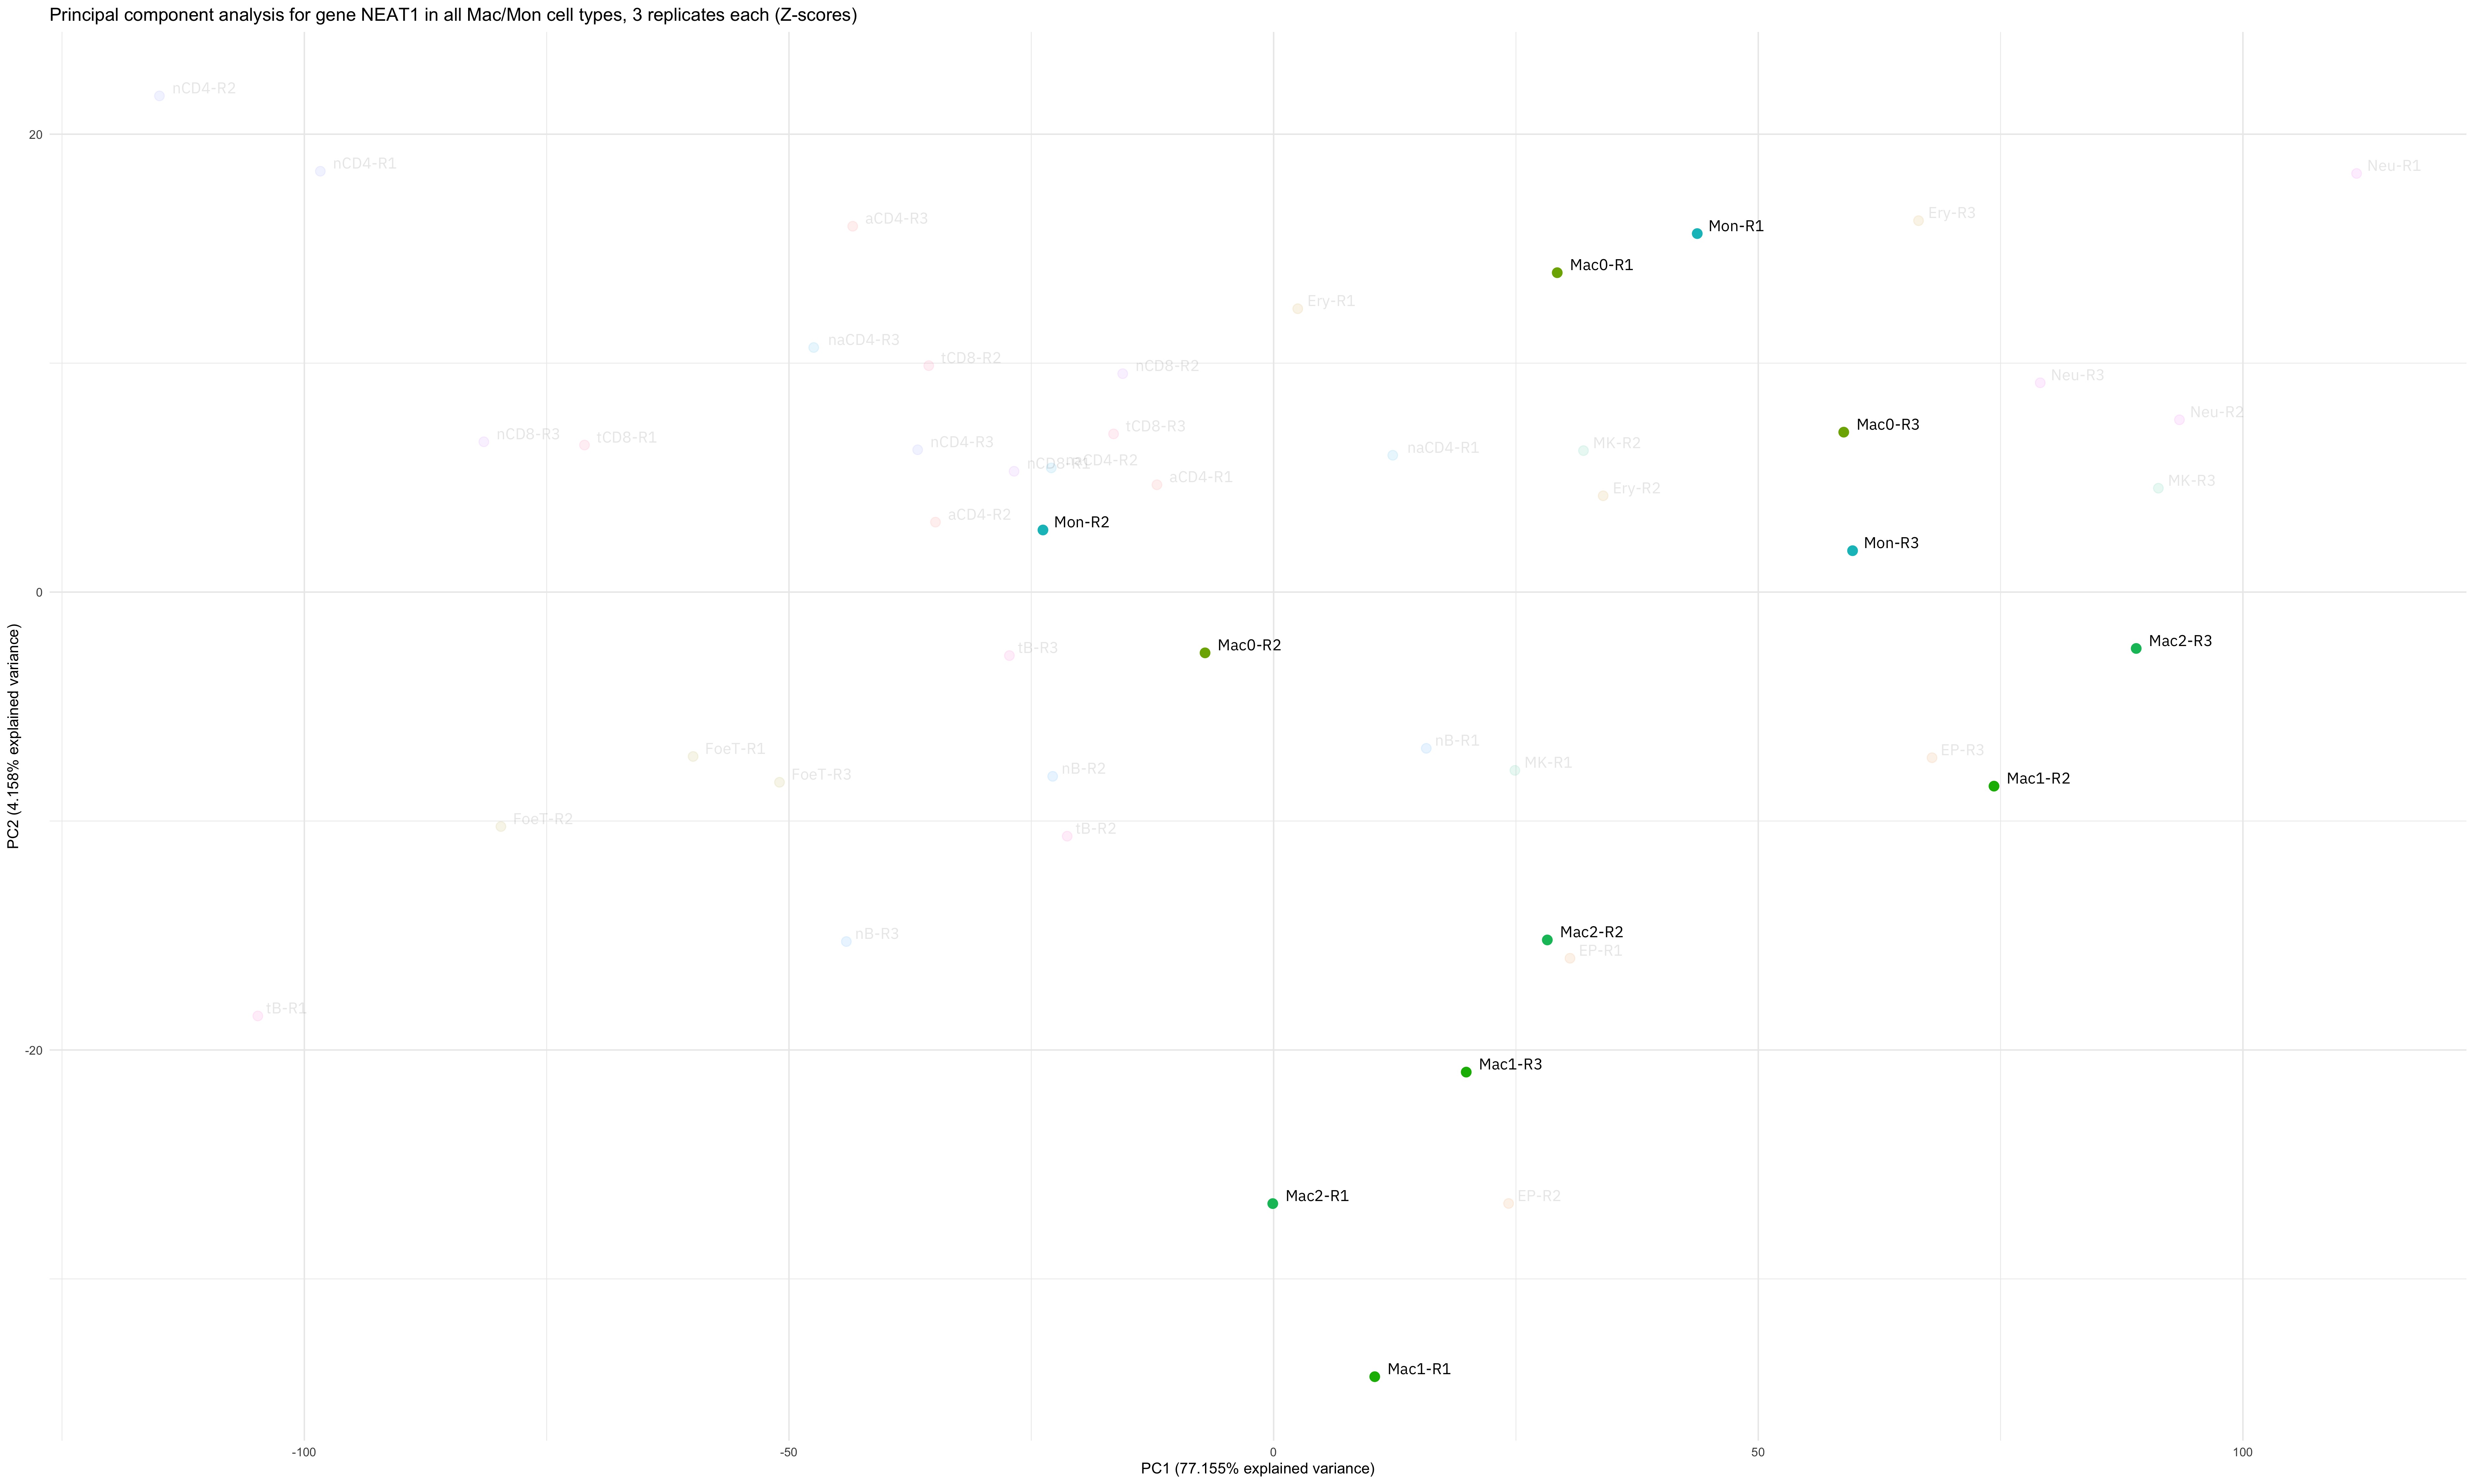 Principal component analysis for gene NEAT1 in all Mac/Mon cell types, 3 replicates each (Z-scores)
nCD4-R2
20
nCD4-R1
Neu-R1
aCD4-R3
Ery-R3
Mon-R1
Mac0-R1
Ery-R1
naCD4-R3
tCD8-R2
nCD8-R2
Neu-R3
Neu-R2
Mac0-R3
tCD8-R3
nCD8-R3
tCD8-R1
nCD4-R3
MK-R2
naCD4-R1
nCD8-R1
naCD4-R2
aCD4-R1
MK-R3
Ery-R2
aCD4-R2
Mon-R2
Mon-R3
0
Mac2-R3
Mac0-R2
tB-R3
nB-R1
FoeT-R1
EP-R3
MK-R1
nB-R2
FoeT-R3
Mac1-R2
FoeT-R2
tB-R2
PC2 (4.158% explained variance)
Mac2-R2
nB-R3
EP-R1
tB-R1
-20
Mac1-R3
Mac2-R1
EP-R2
Mac1-R1
-100
-50
0
50
100
PC1 (77.155% explained variance)